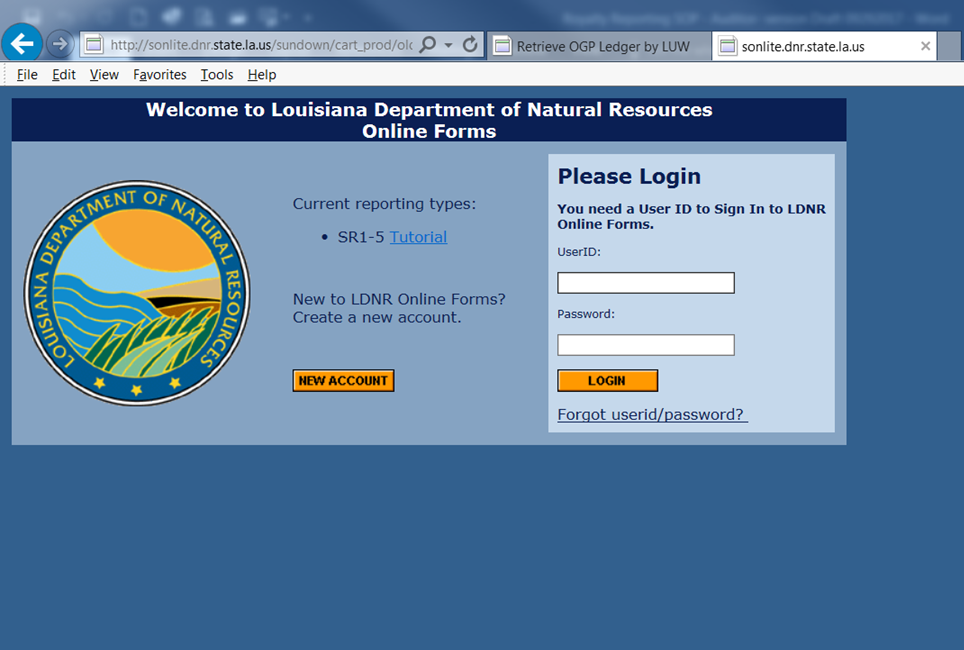 http://sonlite.dnr.state.la.us/sundown/cart_prod/old
Retrieve OGP Ledger by LUW
sonlite.dnr.state.la.us
File Edit View Favorites Tools Help
Welcome to Louisiana Department of Natural Resources
Online Forms
LOUISIANA DEPARTMENT OF NATURAL RESOURCES
Current reporting types:
• SR1-5 Tutorial
New to LDNR Online Forms?
Create a new account.
NEW ACCOUNT
Please Login
You need a User ID to Sign In to LDNR
Online Forms.
UserID:
Password:
LOGIN
Forgot userid/password?